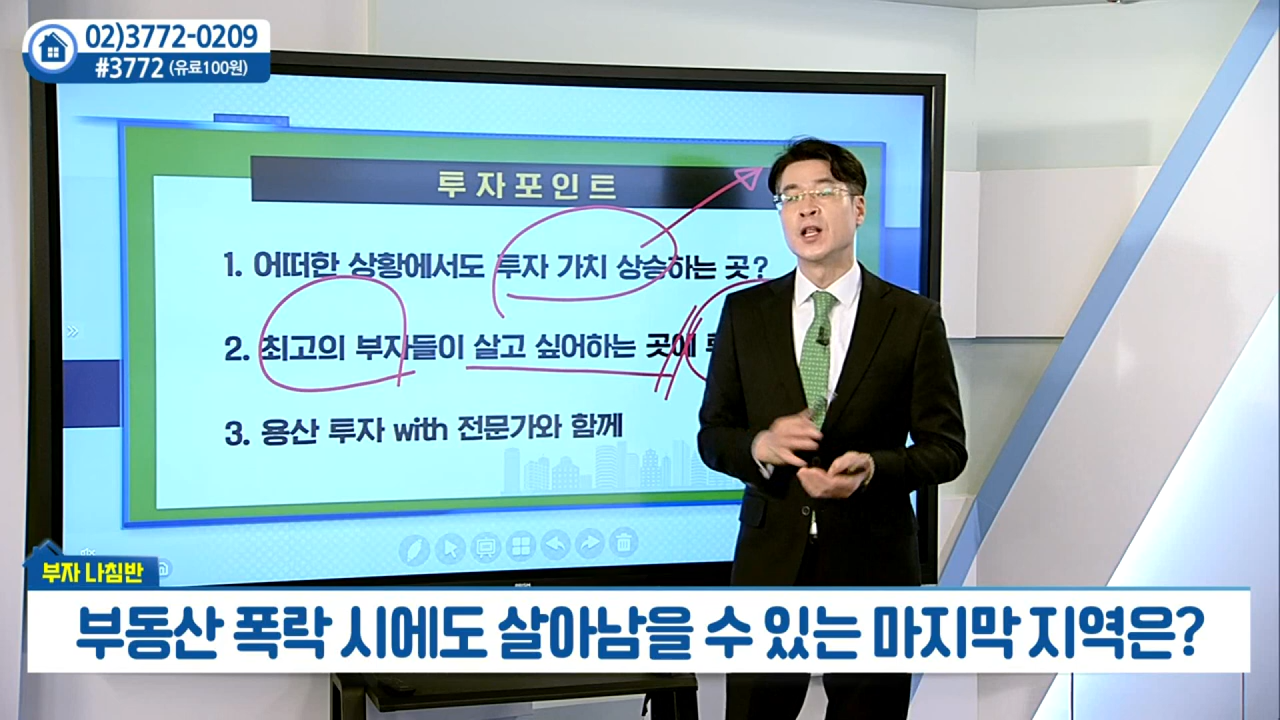 02)3772-0209
#3772 (유료100원)
투자포인트
1. 어떠한 상황에서도 투자 가치 상승하는 곳?
2. 최고의 부자들이 살고 싶어하는 곳에
3. 용산 투자 with 전문가와 함께
부자 나침반
부동산 폭락 시에도 살아남을 수 있는 마지막 지역은?